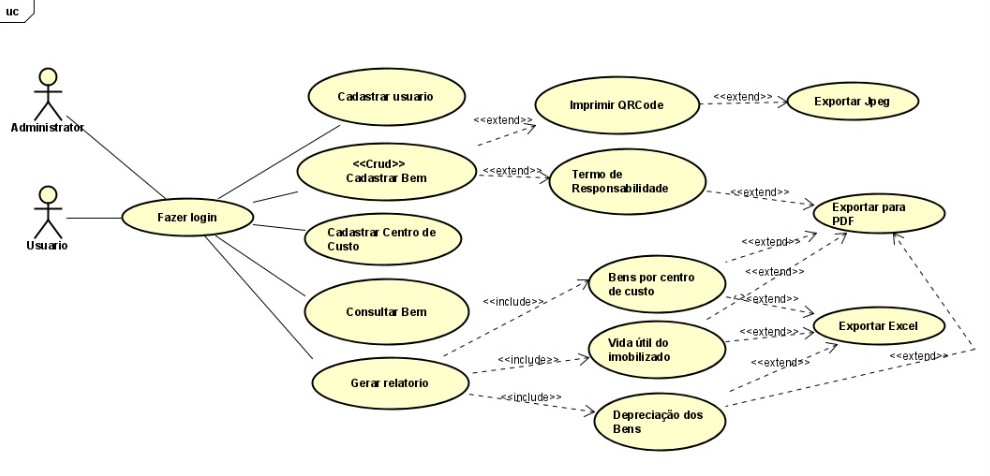 uc
Administrator
Usuario
Fazer login
Cadastrar usuario
<<Crud>>
Cadastrar Bem
Cadastrar Centro de
Custo
Consultar Bem
Gerar relatorio
<<extend>>
<<extend>>
<<include>>
<<include>>
<<include>>
Imprimir QRCode
Termo de
Responsabilidade
Bens por centro
de custo
Vida útil do
imobilizado
Depreciação dos
Bens
<<extend>>
<<extend>>
<<extend>>
<<extend>>
<<extend>>
<<extend>>
<<extend>>
<<extend>>
Exportar Jpeg
Exportar para
PDF
Exportar Excel